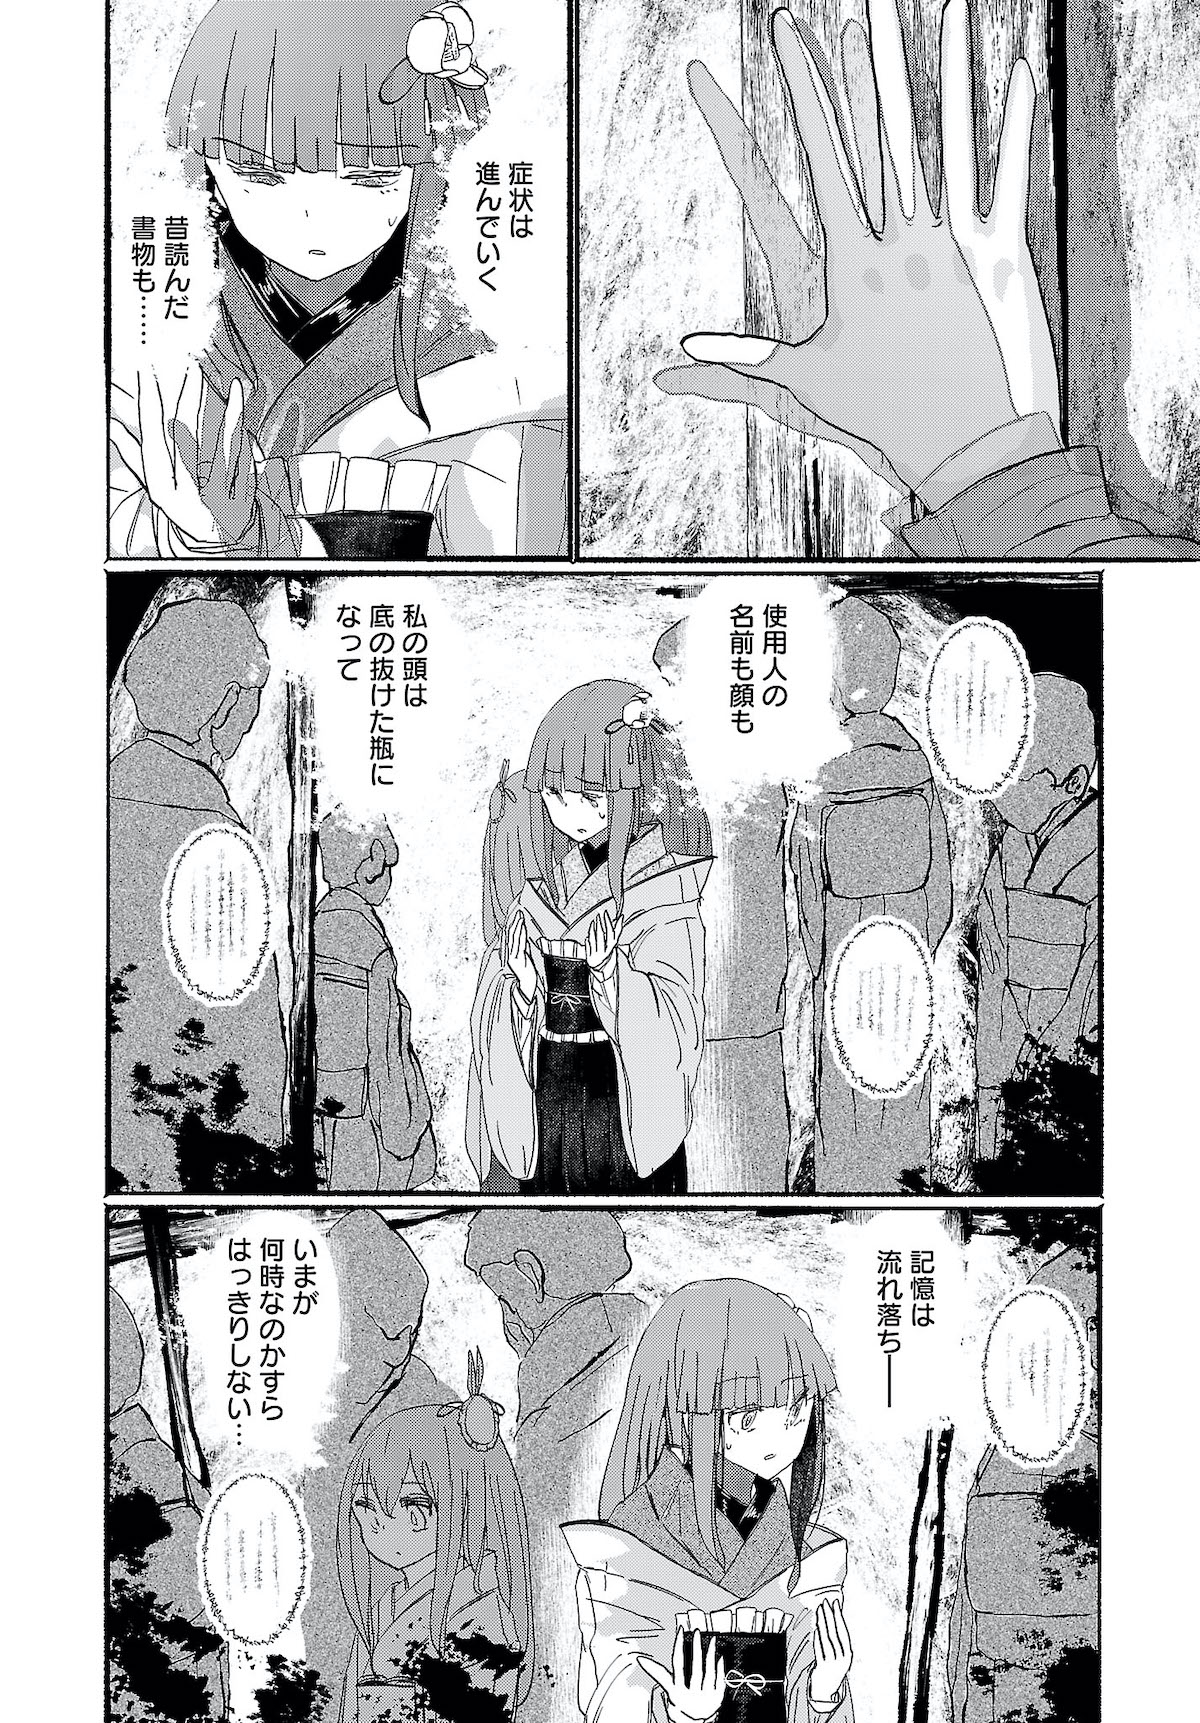 症状は
進んでいく
昔読んだ
書物も……
使用人の
名前も顔も
私の頭は
底の抜けた瓶に
なって
記憶は
流れ落ち──
いまが
何時なのかすら
はっきりしない…